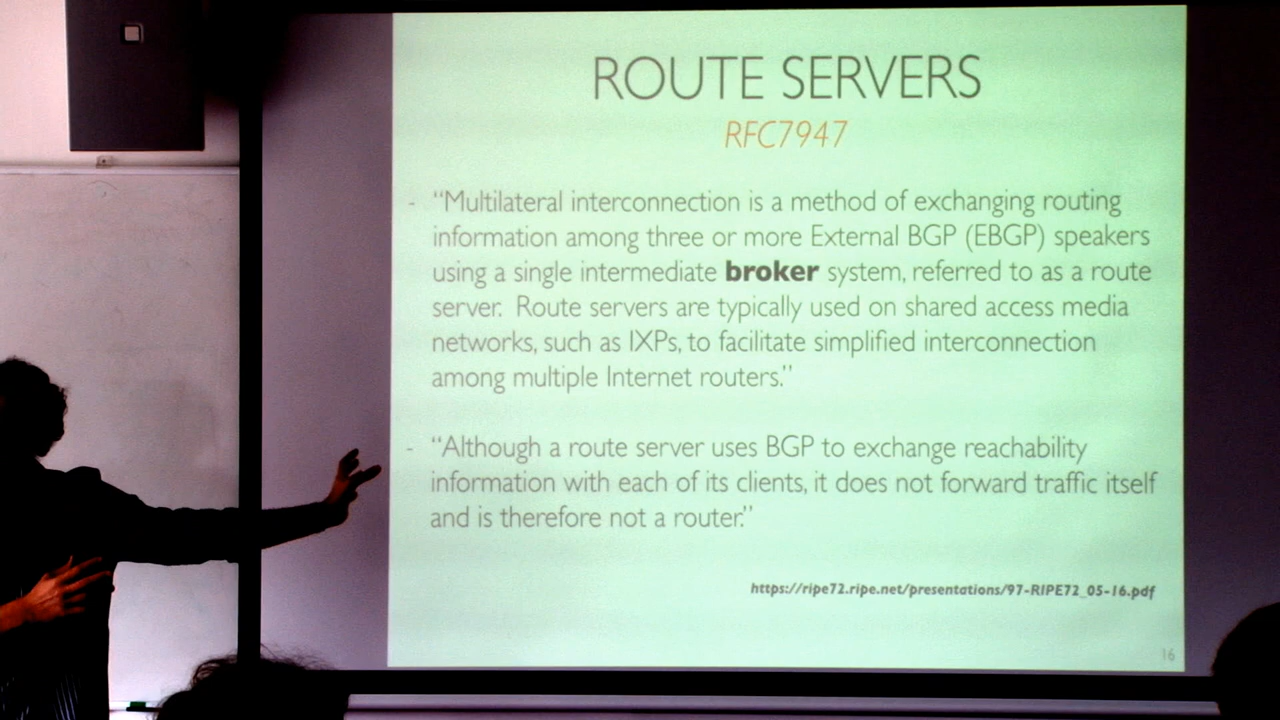 ROUTE SERVERS
RFC7947
- “Multilateral interconnection is a method of exchanging routing
information among three or more External BGP (EBGP) speakers
using a single intermediate broker system, referred to as a route
server. Route servers are typically used on shared access media
networks, such as IXPs, to facilitate simplified interconnection
among multiple Internet routers.”
- “Although a route server uses BGP to exchange reachability
information with each of its clients, it does not forward traffic itself
and is therefore not a router.”
https://ripe72.ripe.net/presentations/97-RIPE72_05-16.pdf
16